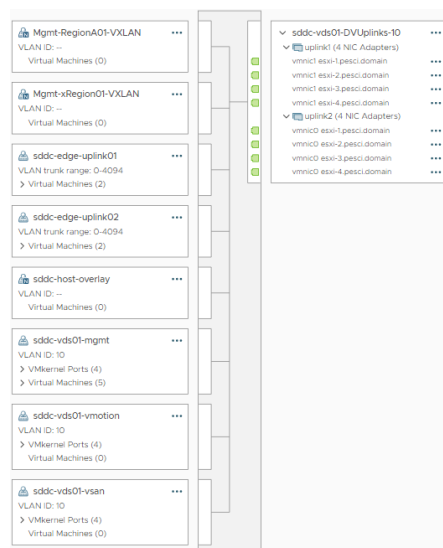 Mgmt-RegionA01-VXLAN
VLAN ID: --
Virtual Machines (0)
Mgmt-xRegion01-VXLAN
VLAN ID: --
Virtual Machines (0)
sddc-edge-uplink01
VLAN trunk range: 0-4094
Virtual Machines (2)
sddc-edge-uplink02
VLAN trunk range: 0-4094
Virtual Machines (2)
sddc-host-overlay
VLAN ID: --
Virtual Machines (0)
sddc-vds01-mgmt
VLAN ID: 10
VMkernel Ports (4)
Virtual Machines (5)
sddc-vds01-vmotion
VLAN ID: 10
VMkernel Ports (4)
Virtual Machines (0)
sddc-vds01-vsan
VLAN ID: 10
VMkernel Ports (4)
Virtual Machines (0)
sddc-vds01-DVUplinks-10
uplink1 (4 NIC Adapters)
vmnic1 esxi-1.pesci.domain
vmnic1 esxi-2.pesci.domain
vmnic1 esxi-3.pesci.domain
vmnic1 esxi-4.pesci.domain
uplink2 (4 NIC Adapters)
vmnic0 esxi-1.pesci.domain
vmnic0 esxi-2.pesci.domain
vmnic0 esxi-3.pesci.domain
vmnic0 esxi-4.pesci.domain